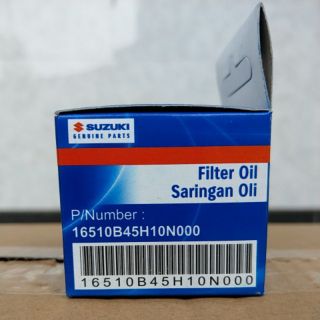 SUZUKI
GENUINE PARTS
Filter Oil
Saringan Oli
P/Number :
16510B45H10N000
16510B45H10N000